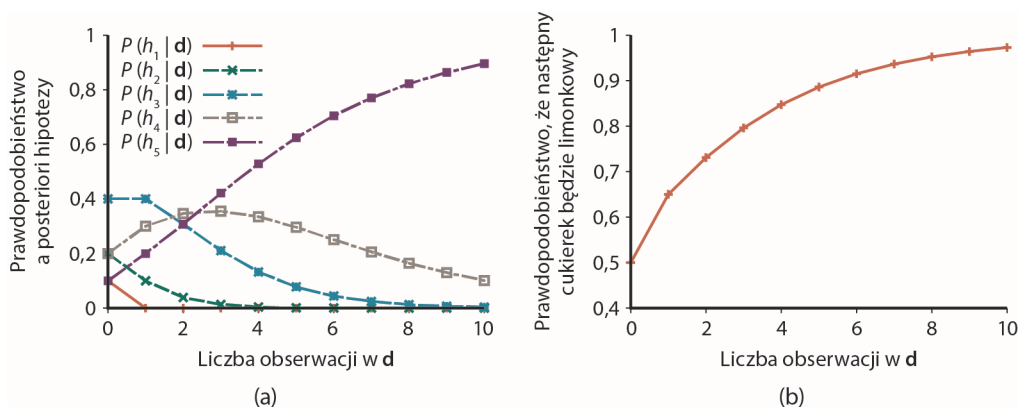 Prawdopodobieństwo
a posteriori hipotezy
1
0,8
0,6
0,4
0,2
0
P (h₁ | d)
P (h₂ | d)
P (h₃ | d)
P (h₄ | d)
P (h₅ | d)
0 2 4 6 8 10
Liczba obserwacji w d
(a)
Prawdopodobieństwo, że następny
cukierek będzie limonkowy
1
0,9
0,8
0,7
0,6
0,5
0,4
0 2 4 6 8 10
Liczba obserwacji w d
(b)